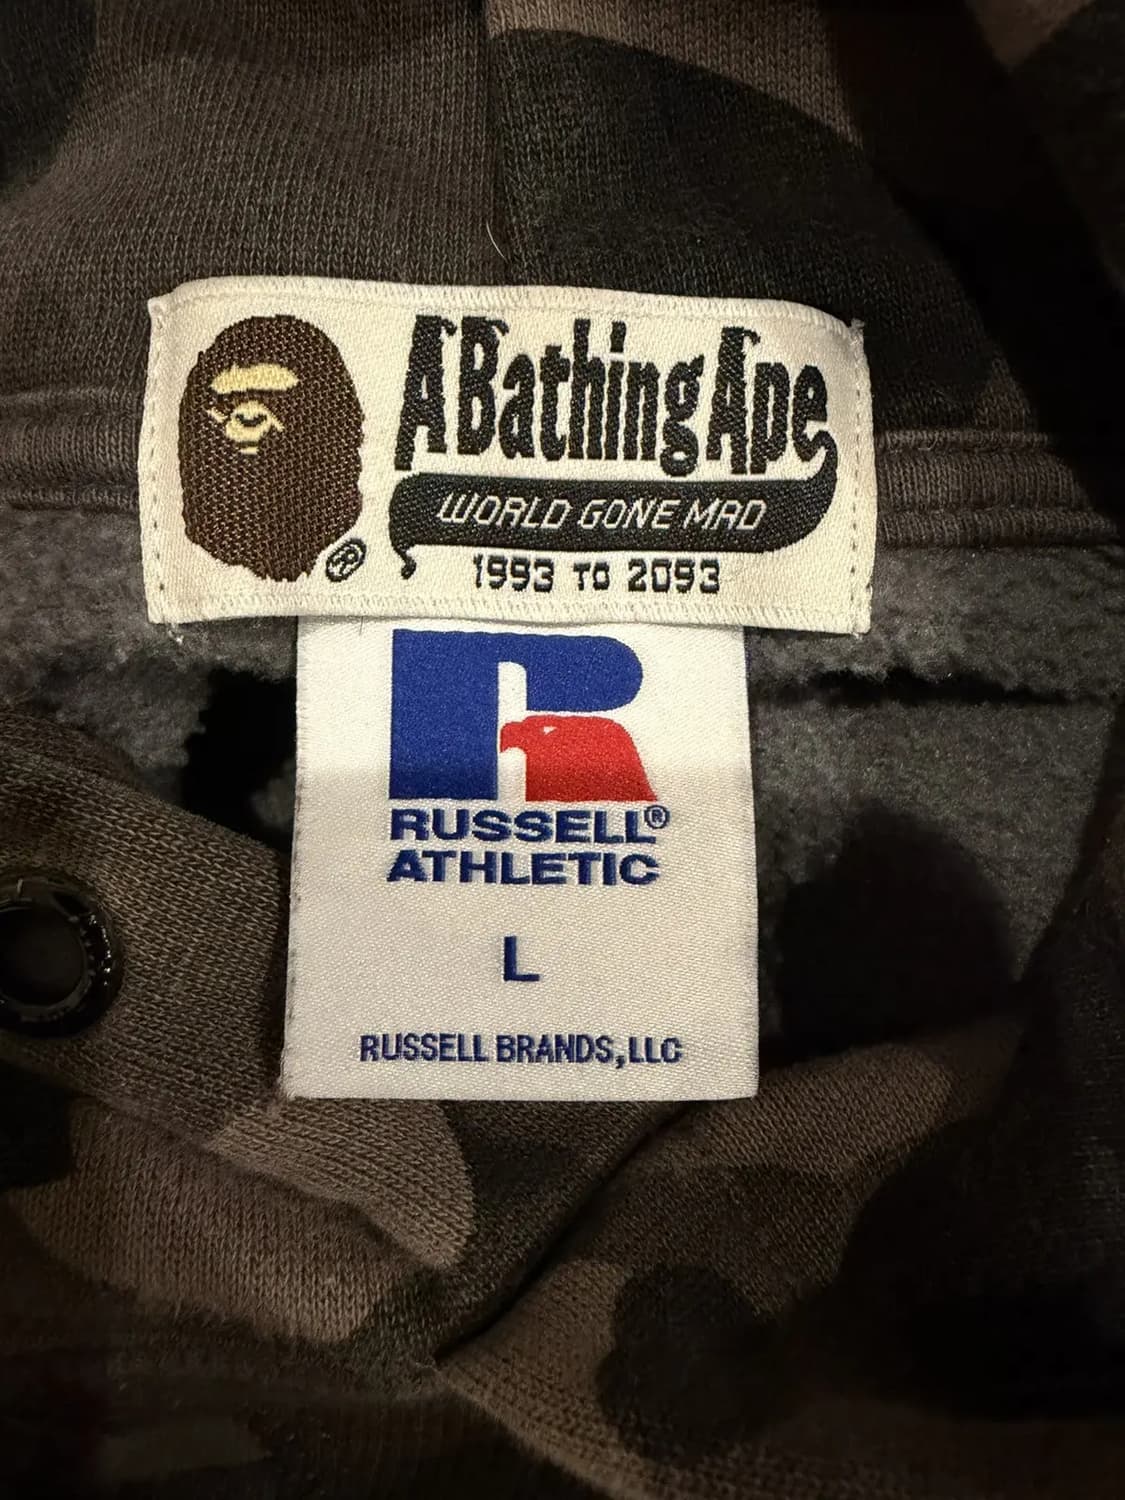 A Bathing Ape
WORLD GONE MAD
1993 TO 2093
®
RUSSELL®
ATHLETIC
L
RUSSELL BRANDS, LLC